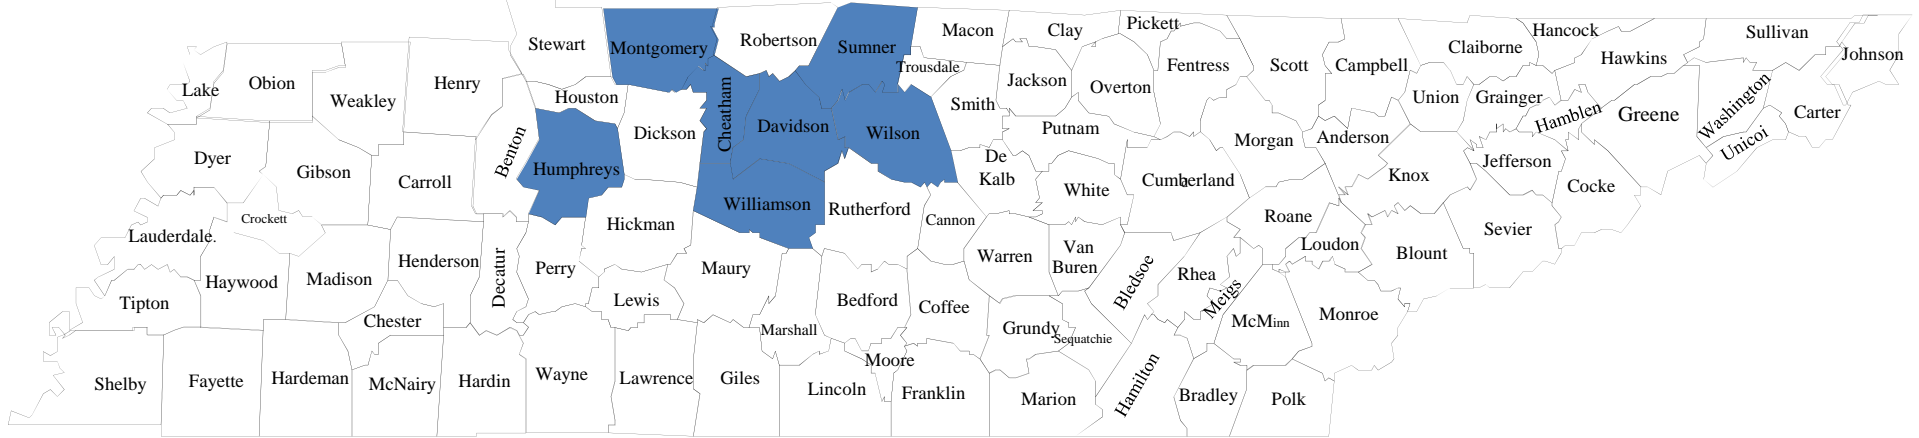 Stewart
Montgomery
Robertson
Sumner
Macon
Clay
Pickett
Hancock
Sullivan
Johnson
Lake
Obion
Weakley
Henry
Houston
Trousdale
Jackson
Overton
Fentress
Scott
Campbell
Claiborne
Hawkins
Union
Grainger
Hamblen
Greene
Washington
Unicoi
Carter
Dyer
Gibson
Carroll
Benton
Humphreys
Dickson
Cheatham
Davidson
Wilson
Smith
Putnam
De
Kalb
White
Cumberland
Morgan
Anderson
Knox
Jefferson
Cocke
Sevier
Lauderdale.
Crockett
Haywood
Madison
Henderson
Decatur
Perry
Hickman
Williamson
Rutherford
Cannon
Warren
Van
Buren
Bledsoe
Rhea
Meigs
Roane
Loudon
Blount
Tipton
Chester
Lewis
Maury
Marshall
Bedford
Coffee
Grundy
Sequatchie
McMinn
Monroe
Shelby
Fayette
Hardeman
McNairy
Hardin
Wayne
Lawrence
Giles
Lincoln
Moore
Franklin
Marion
Hamilton
Bradley
Polk